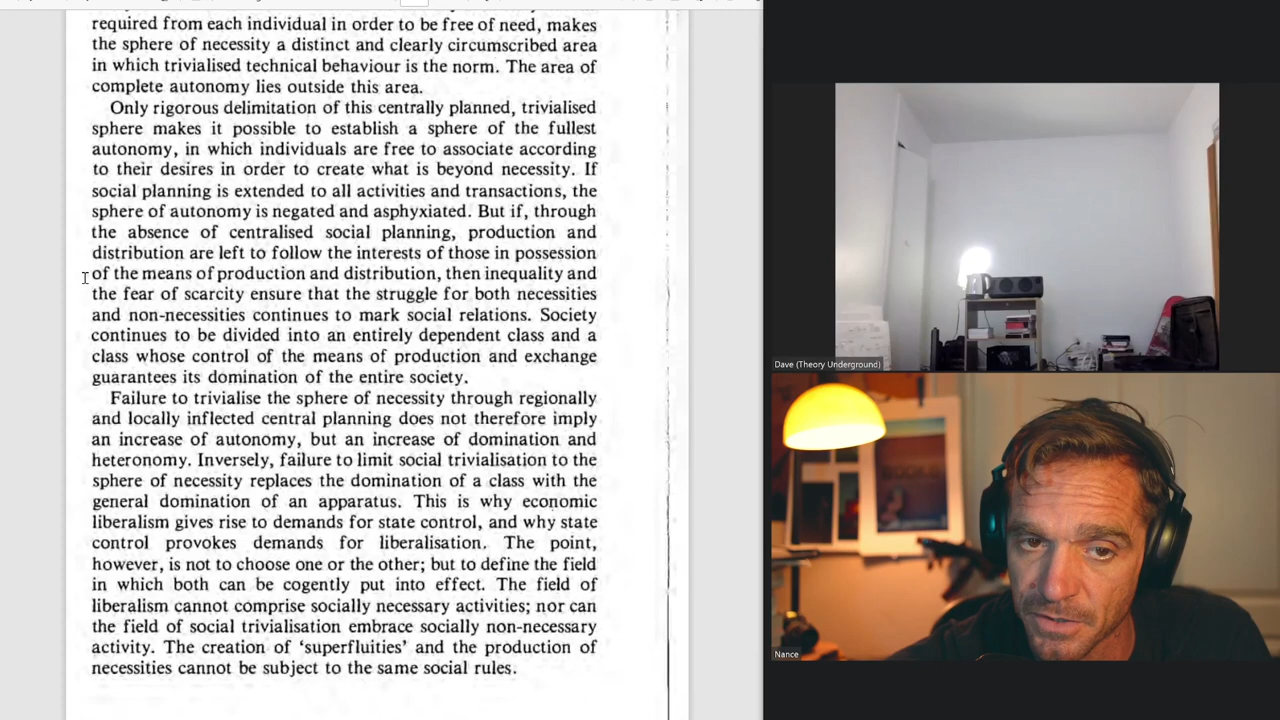 required from each individual in order to be free of need, makes
the sphere of necessity a distinct and clearly circumscribed area
in which trivialised technical behaviour is the norm. The area of
complete autonomy lies outside this area.
Only rigorous delimitation of this centrally planned, trivialised
sphere makes it possible to establish a sphere of the fullest
autonomy, in which individuals are free to associate according
to their desires in order to create what is beyond necessity. If
social planning is extended to all activities and transactions, the
sphere of autonomy is negated and asphyxiated. But if, through
the absence of centralised social planning, production and
distribution are left to follow the interests of those in possession
of the means of production and distribution, then inequality and
the fear of scarcity ensure that the struggle for both necessities
and non-necessities continues to mark social relations. Society
continues to be divided into an entirely dependent class and a
class whose control of the means of production and exchange
guarantees its domination of the entire society.
Failure to trivialise the sphere of necessity through regionally
and locally inflected central planning does not therefore imply
an increase of autonomy, but an increase of domination and
heteronomy. Inversely, failure to limit social trivialisation to the
sphere of necessity replaces the domination of a class with the
general domination of an apparatus. This is why economic
liberalism gives rise to demands for state control, and why state
control provokes demands for liberalisation. The point,
however, is not to choose one or the other; but to define the field
in which both can be cogently put into effect. The field of
liberalism cannot comprise socially necessary activities; nor can
the field of social trivialisation embrace socially non-necessary
activity. The creation of ‘superfluities’ and the production of
necessities cannot be subject to the same social rules.
Dave (Theory Underground)
Nance